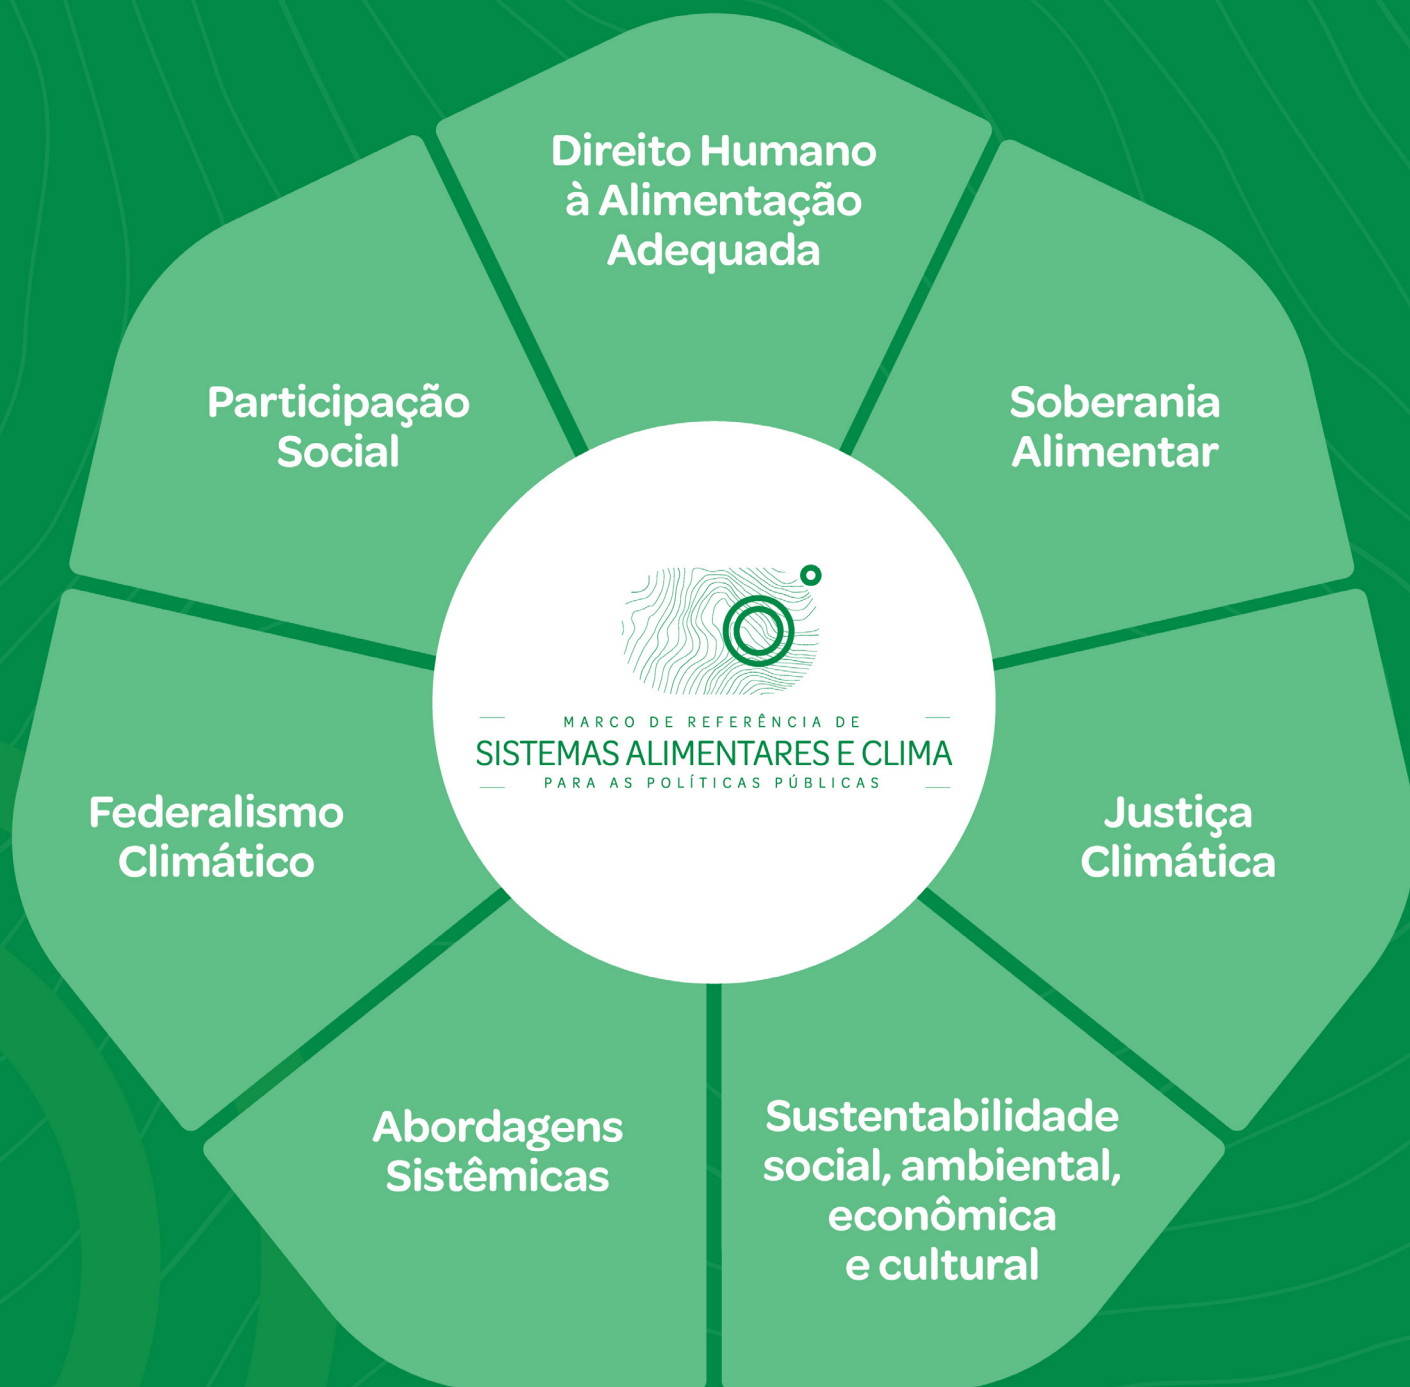 Direito Humano
à Alimentação
Adequada
Soberania
Alimentar
Justiça
Climática
Sustentabilidade
social, ambiental,
econômica
e cultural
Abordagens
Sistêmicas
Federalismo
Climático
Participação
Social
MARCO DE REFERÊNCIA DE
SISTEMAS ALIMENTARES E CLIMA
PARA AS POLÍTICAS PÚBLICAS